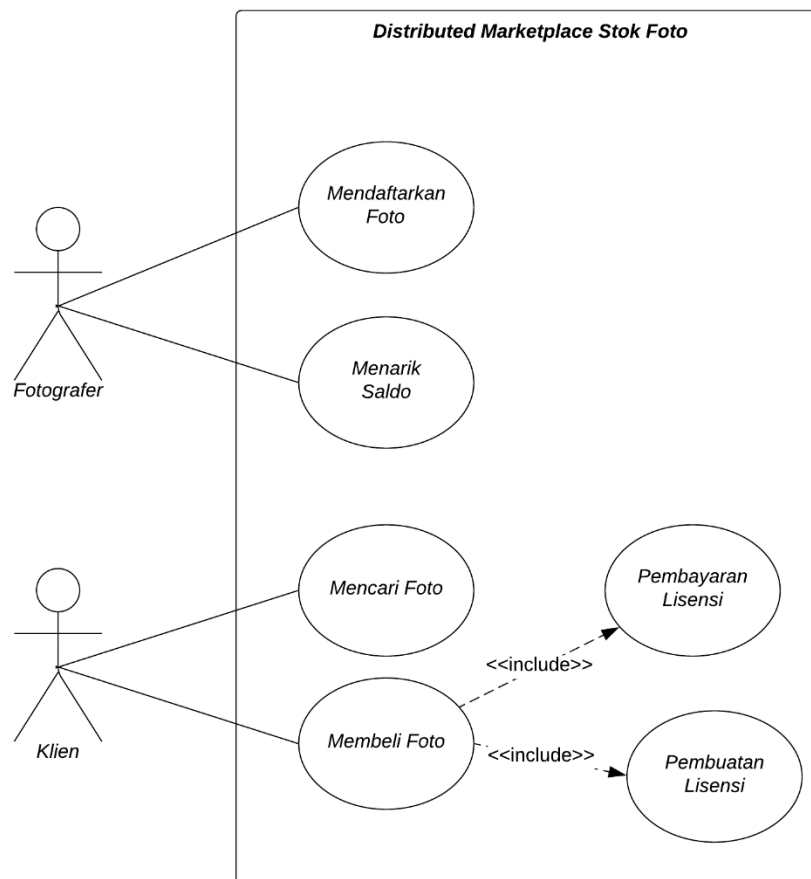 Distributed Marketplace Stok Foto
Mendaftarkan
Foto
Menarik
Saldo
Fotografer
Mencari Foto
Pembayaran
Lisensi
<<include>>
Membeli Foto
<<include>>
Pembuatan
Lisensi
Klien